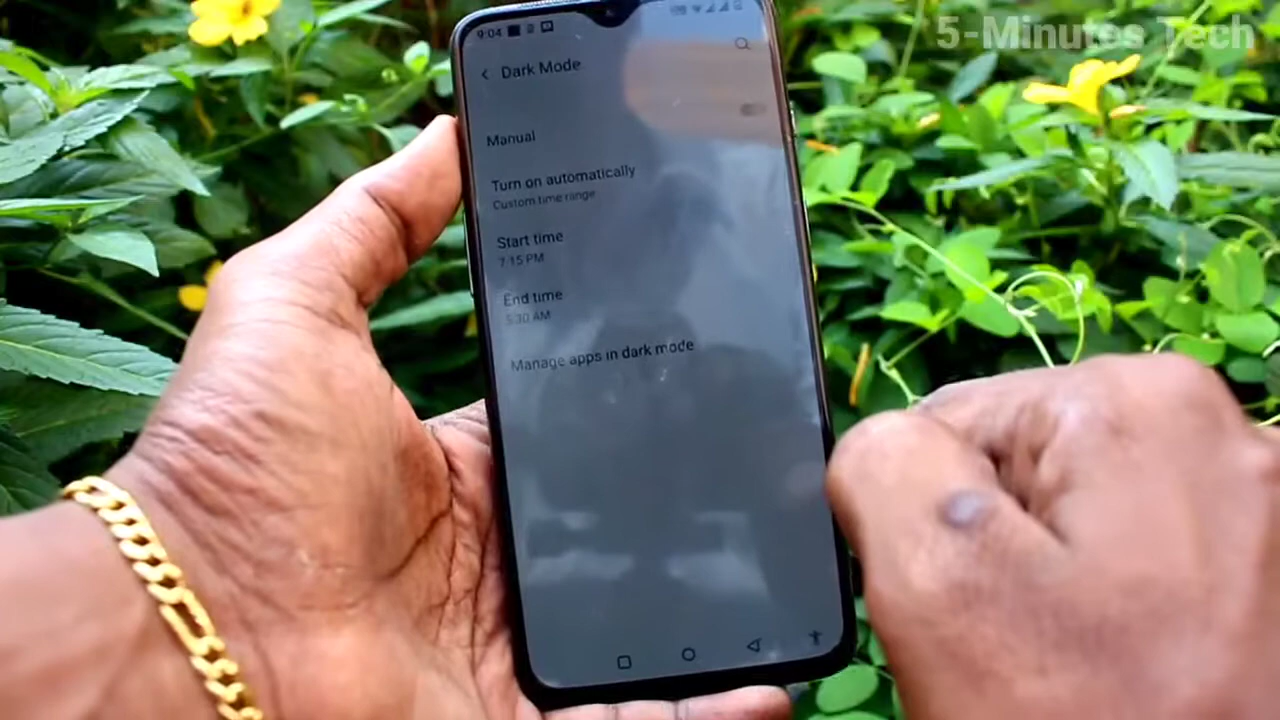 5-Minutes Tech
9:04
Dark Mode
Manual
Turn on automatically
Custom time range
Start time
7:15 PM
End time
5:30 AM
Manage apps in dark mode